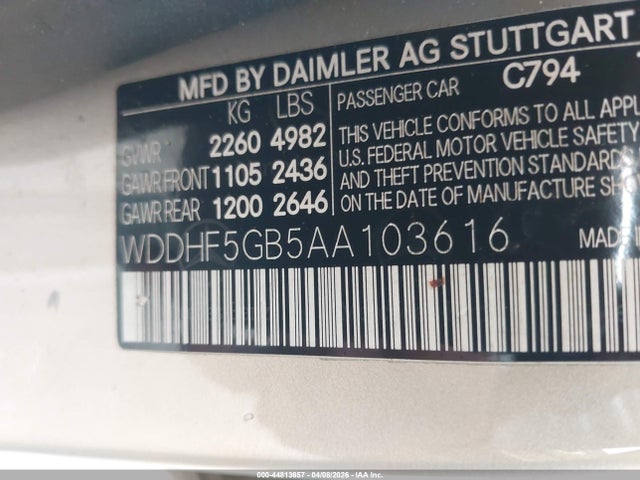 MFD BY DAIMLER AG STUTTGART
KG LBS
GVWR 2260 4982
GAWR FRONT 1105 2436
GAWR REAR 1200 2646
PASSENGER CAR C794
THIS VEHICLE CONFORMS TO ALL APPL
U.S. FEDERAL MOTOR VEHICLE SAFETY
AND THEFT PREVENTION STANDARDS
ON THE DATE OF MANUFACTURE SHO
WDDHF5GB5AA103616
MADE
000-44813657 - 04/08/2026 - IAA Inc.